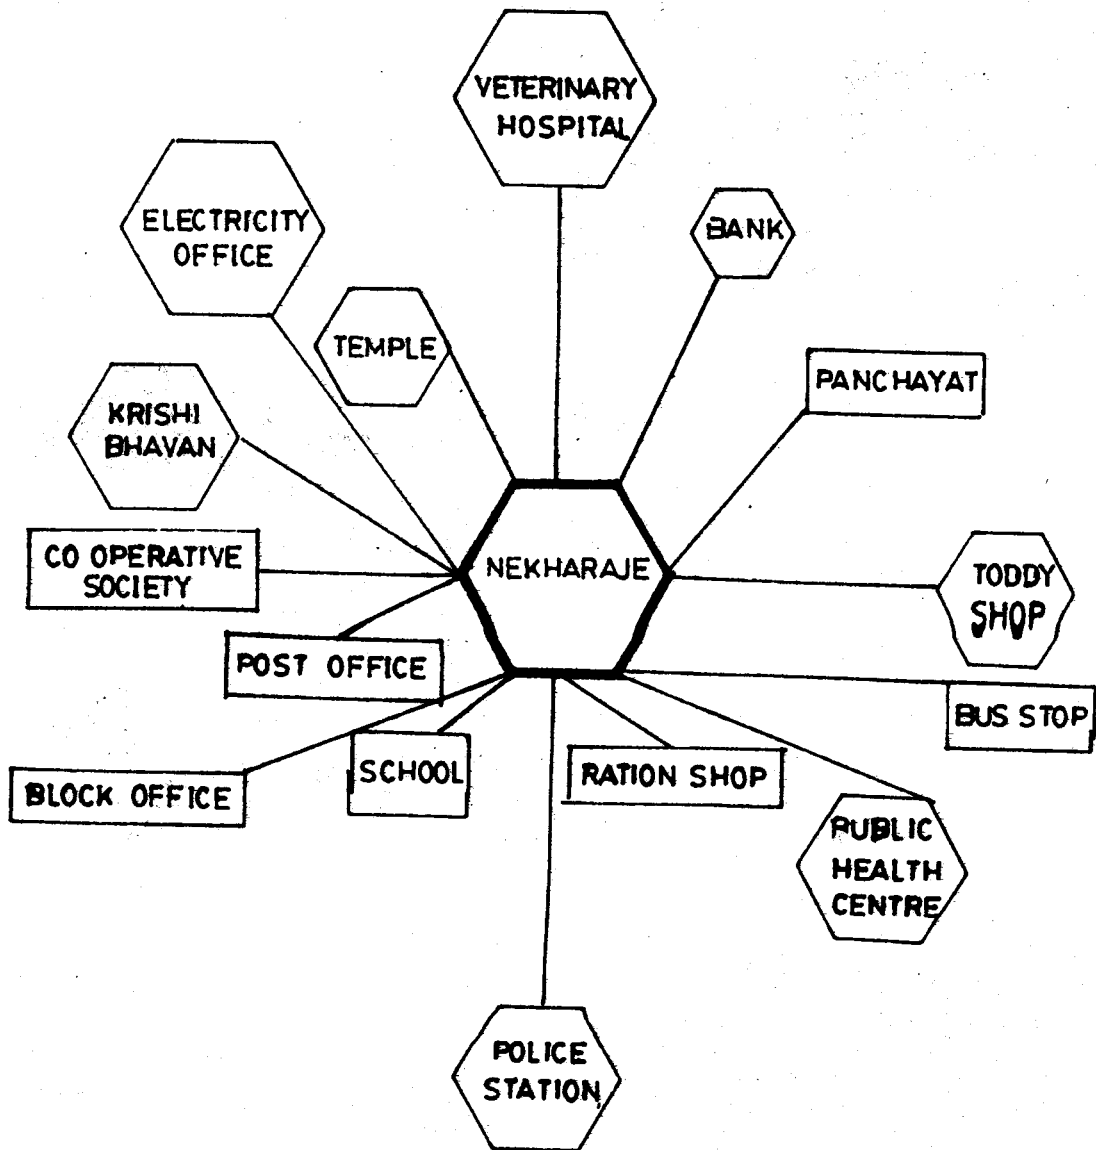 VETERINARY
HOSPITAL
ELECTRICITY
OFFICE
BANK
TEMPLE
PANCHAYAT
KRISHI
BHAVAN
CO OPERATIVE
SOCIETY
NEKHARAJE
TODDY
SHOP
POST OFFICE
BUS STOP
BLOCK OFFICE
SCHOOL
RATION SHOP
PUBLIC
HEALTH
CENTRE
POLICE
STATION